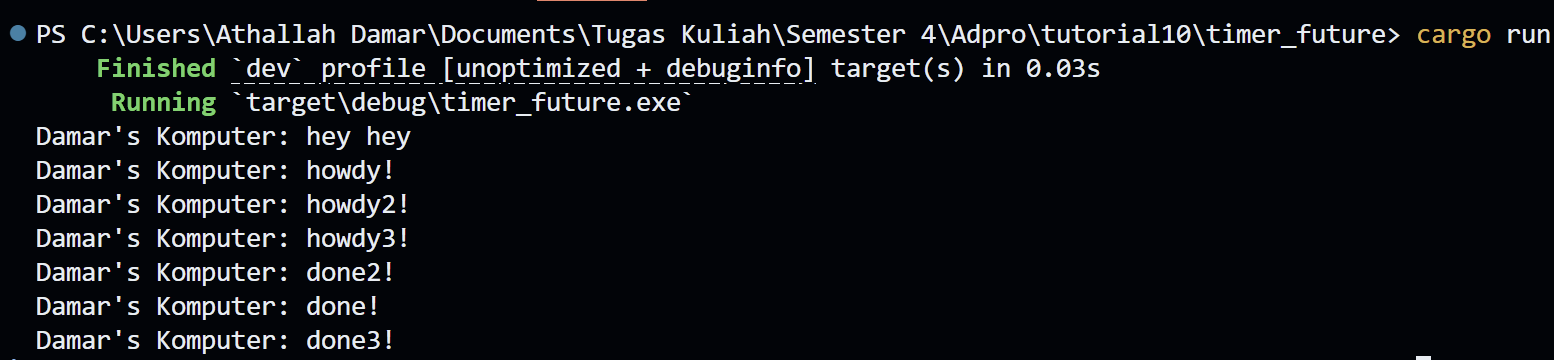 PS C:\Users\Athallah Damar\Documents\Tugas Kuliah\Semester 4\Adpro\tutorial10\timer_future> cargo run
Finished `dev` profile [unoptimized + debuginfo] target(s) in 0.03s
Running `target\debug\timer_future.exe`
Damar's Komputer: hey hey
Damar's Komputer: howdy!
Damar's Komputer: howdy2!
Damar's Komputer: howdy3!
Damar's Komputer: done2!
Damar's Komputer: done!
Damar's Komputer: done3!